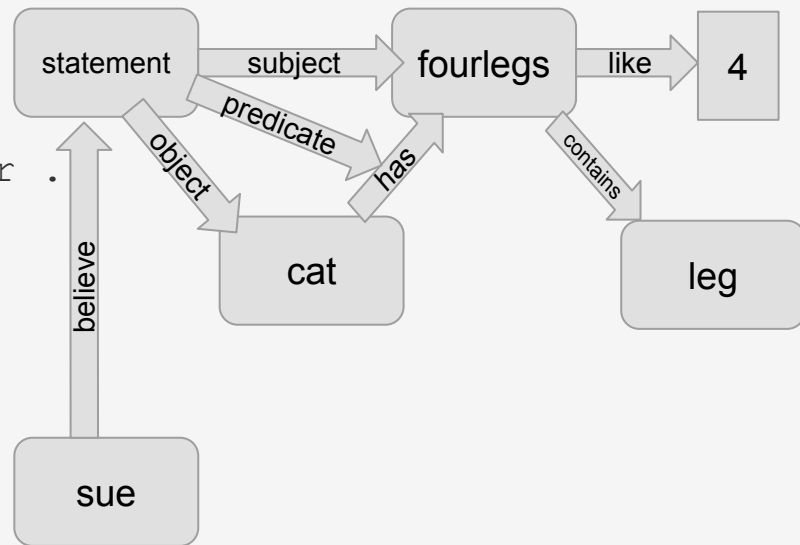 statement
subject
fourlegs
like
4
predicate
object
has
contains
r .
cat
leg
believe
sue